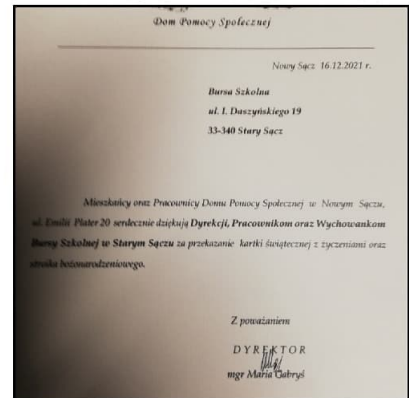 Dom Pomocy Społecznej
Nowy Sącz 16.12.2021 r.
Bursa Szkolna
ul. I. Daszyńskiego 19
33-340 Stary Sącz
Mieszkańcy oraz Pracownicy Domu Pomocy Społecznej w Nowym Sączu,
ul. Emilii Plater 20 serdecznie dziękują Dyrekcji, Pracownikom oraz Wychowankom
Bursy Szkolnej w Starym Sączu za przekazanie kartki świątecznej z życzeniami oraz
stroika bożonarodzeniowego.
Z poważaniem
DYREKTOR
mgr Maria Gabryś